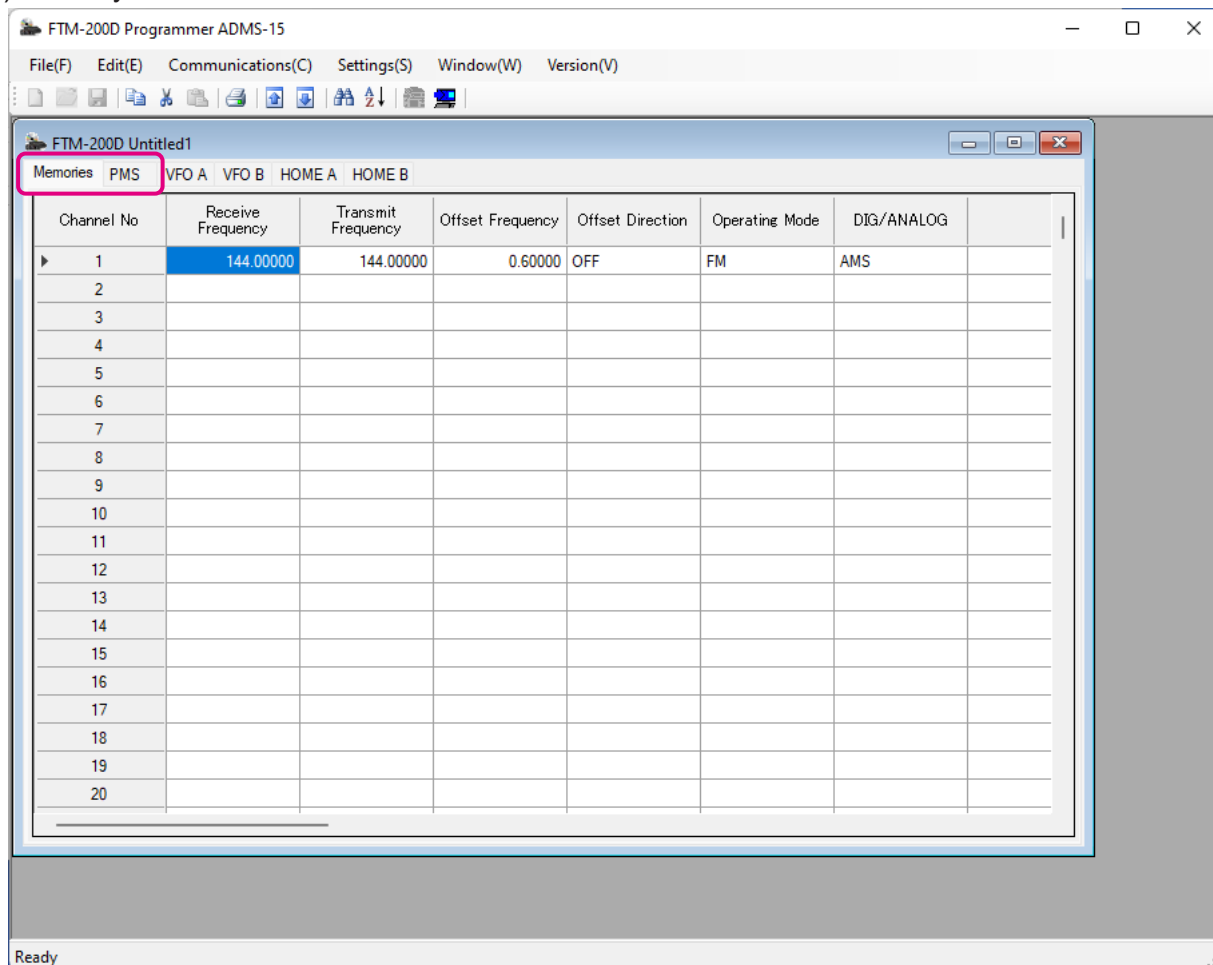 FTM-200D Programmer ADMS-15
File(F) Edit(E) Communications(C) Settings(S) Window(W) Version(V)
FTM-200D Untitled1
Memories PMS VFO A VFO B HOME A HOME B
Channel No Receive Frequency Transmit Frequency Offset Frequency Offset Direction Operating Mode DIG/ANALOG
1 144.00000 144.00000 0.60000 OFF FM AMS
2
3
4
5
6
7
8
9
10
11
12
13
14
15
16
17
18
19
20
Ready